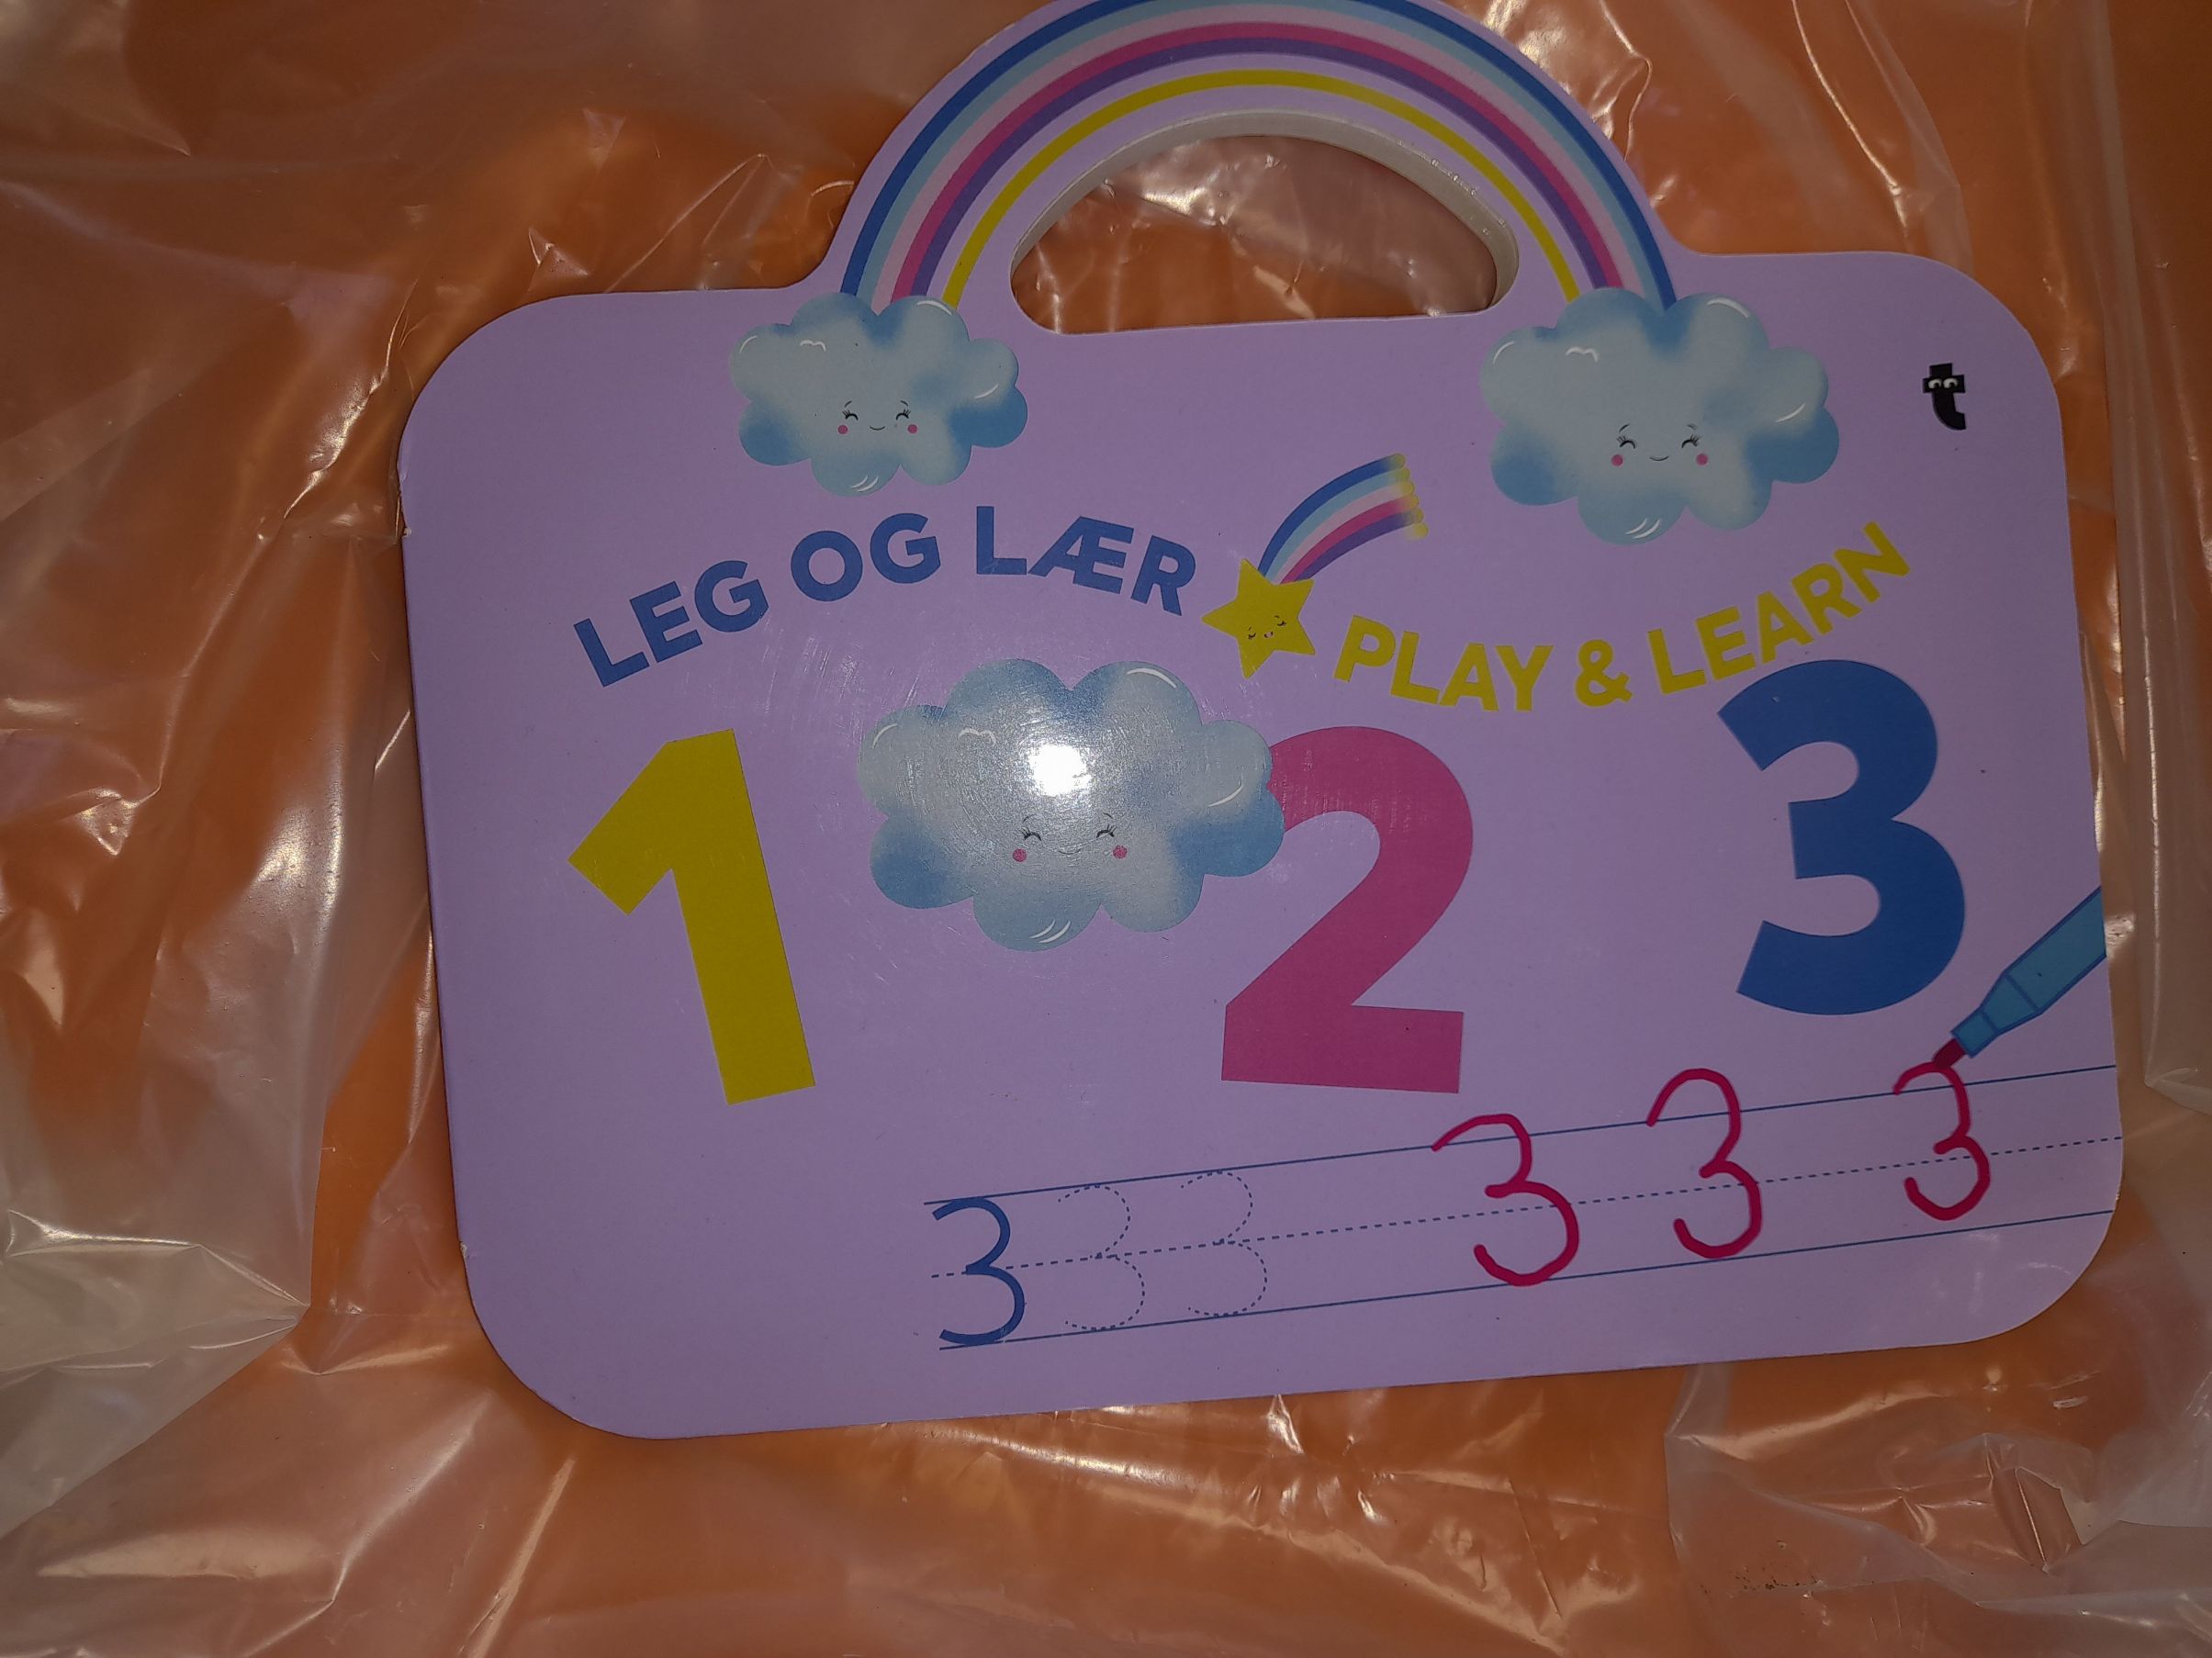 LEG OG LÆR PLAY & LEARN
t
1 2 3
3 3 3 3 3 3